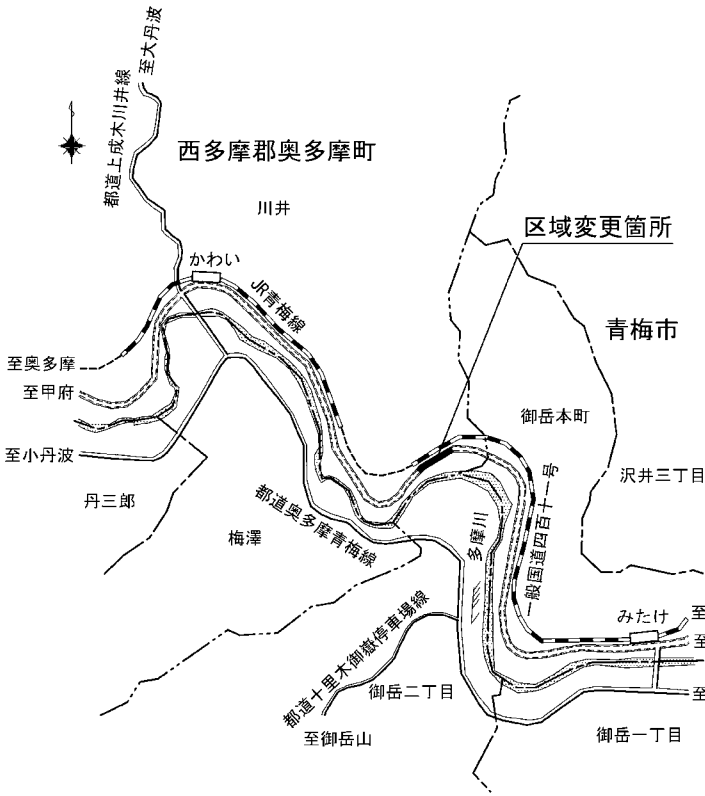 至大丹波
都道上成木川井線
西多摩郡奥多摩町
川井
区域変更箇所
かわい
JR青梅線
青梅市
至奥多摩
至甲府
御岳本町
至小丹波
沢井三丁目
丹三郎
梅澤
都道奥多摩青梅線
多摩川
一般国道四百十一号
みたけ
至
至
至
都道十里木御嶽停車場線
御岳二丁目
至御岳山
御岳一丁目